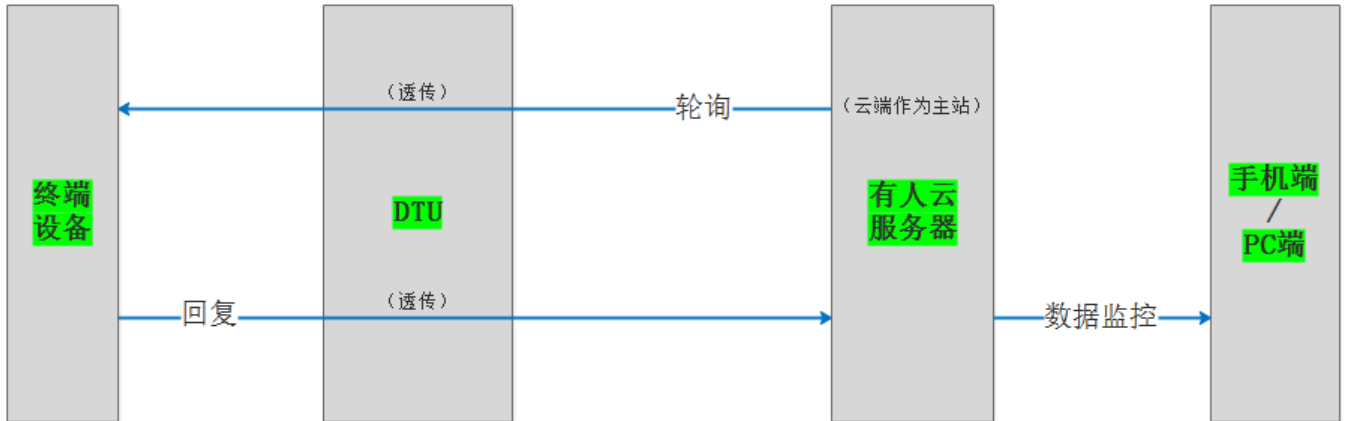 （透传）
轮询
（云端作为主站）
终端
设备
DTU
有人云
服务器
手机端
/
PC端
回复
（透传）
数据监控